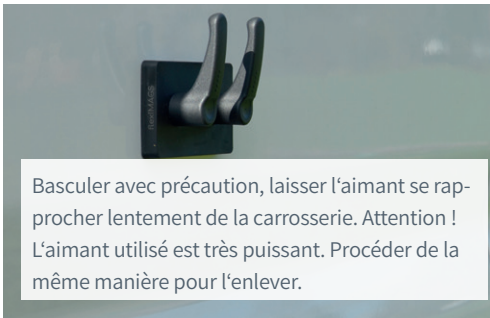 Basculer avec précaution, laisser l‘aimant se rap-
procher lentement de la carrosserie. Attention !
L‘aimant utilisé est très puissant. Procéder de la
même manière pour l‘enlever.